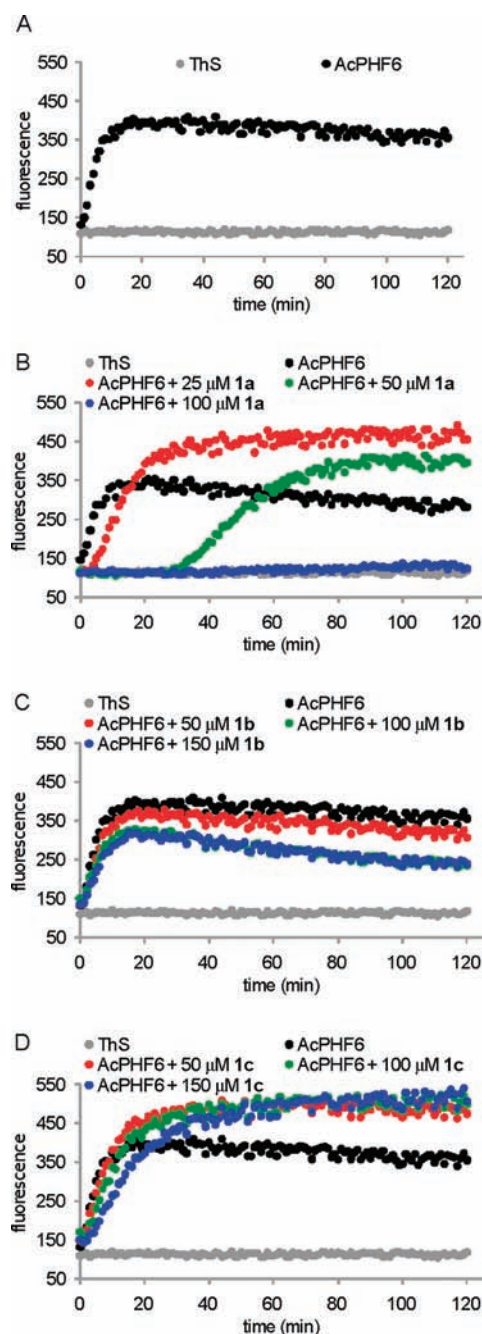 A
ThS AcPHF6
550
450
350
250
150
50
fluorescence
0 20 40 60 80 100 120
time (min)
B
ThS AcPHF6
AcPHF6 + 25 μM 1a AcPHF6 + 50 μM 1a
AcPHF6 + 100 μM 1a
550
450
350
250
150
50
fluorescence
0 20 40 60 80 100 120
time (min)
C
ThS AcPHF6
AcPHF6 + 50 μM 1b AcPHF6 + 100 μM 1b
AcPHF6 + 150 μM 1b
550
450
350
250
150
50
fluorescence
0 20 40 60 80 100 120
time (min)
D
ThS AcPHF6
AcPHF6 + 50 μM 1c AcPHF6 + 100 μM 1c
AcPHF6 + 150 μM 1c
550
450
350
250
150
50
fluorescence
0 20 40 60 80 100 120
time (min)